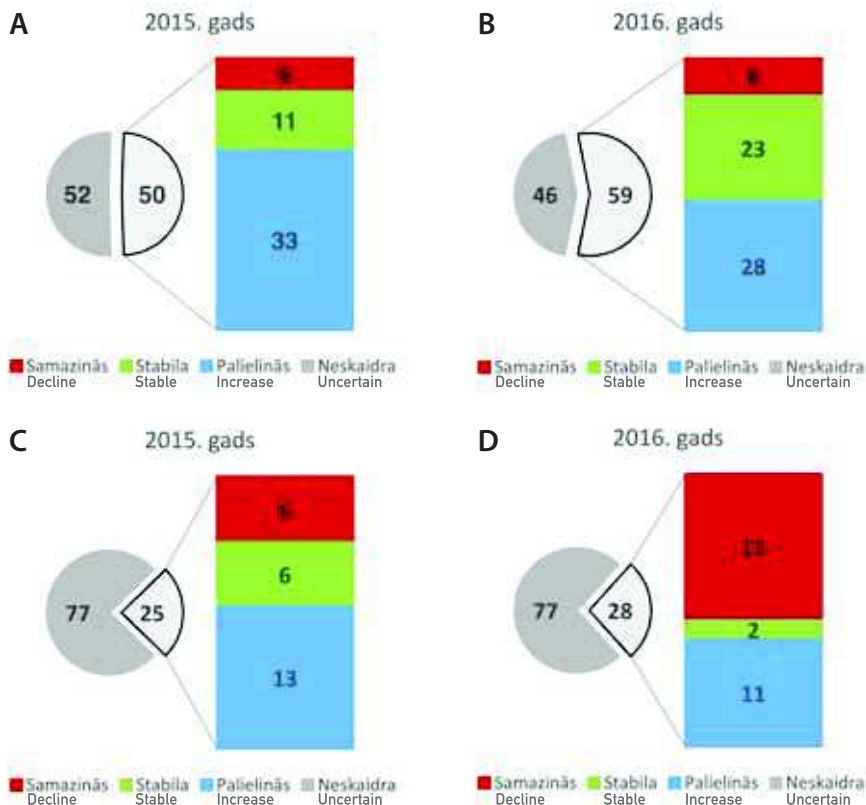 A
2015. gads
52
50
11
33
Samazinās Stabila Palielinās Neskaidra
Decline Stable Increase Uncertain
B
2016. gads
46
59
23
28
Samazinās Stabila Palielinās Neskaidra
Decline Stable Increase Uncertain
C
2015. gads
77
25
6
13
Samazinās Stabila Palielinās Neskaidra
Decline Stable Increase Uncertain
D
2016. gads
77
28
2
11
Samazinās Stabila Palielinās Neskaidra
Decline Stable Increase Uncertain